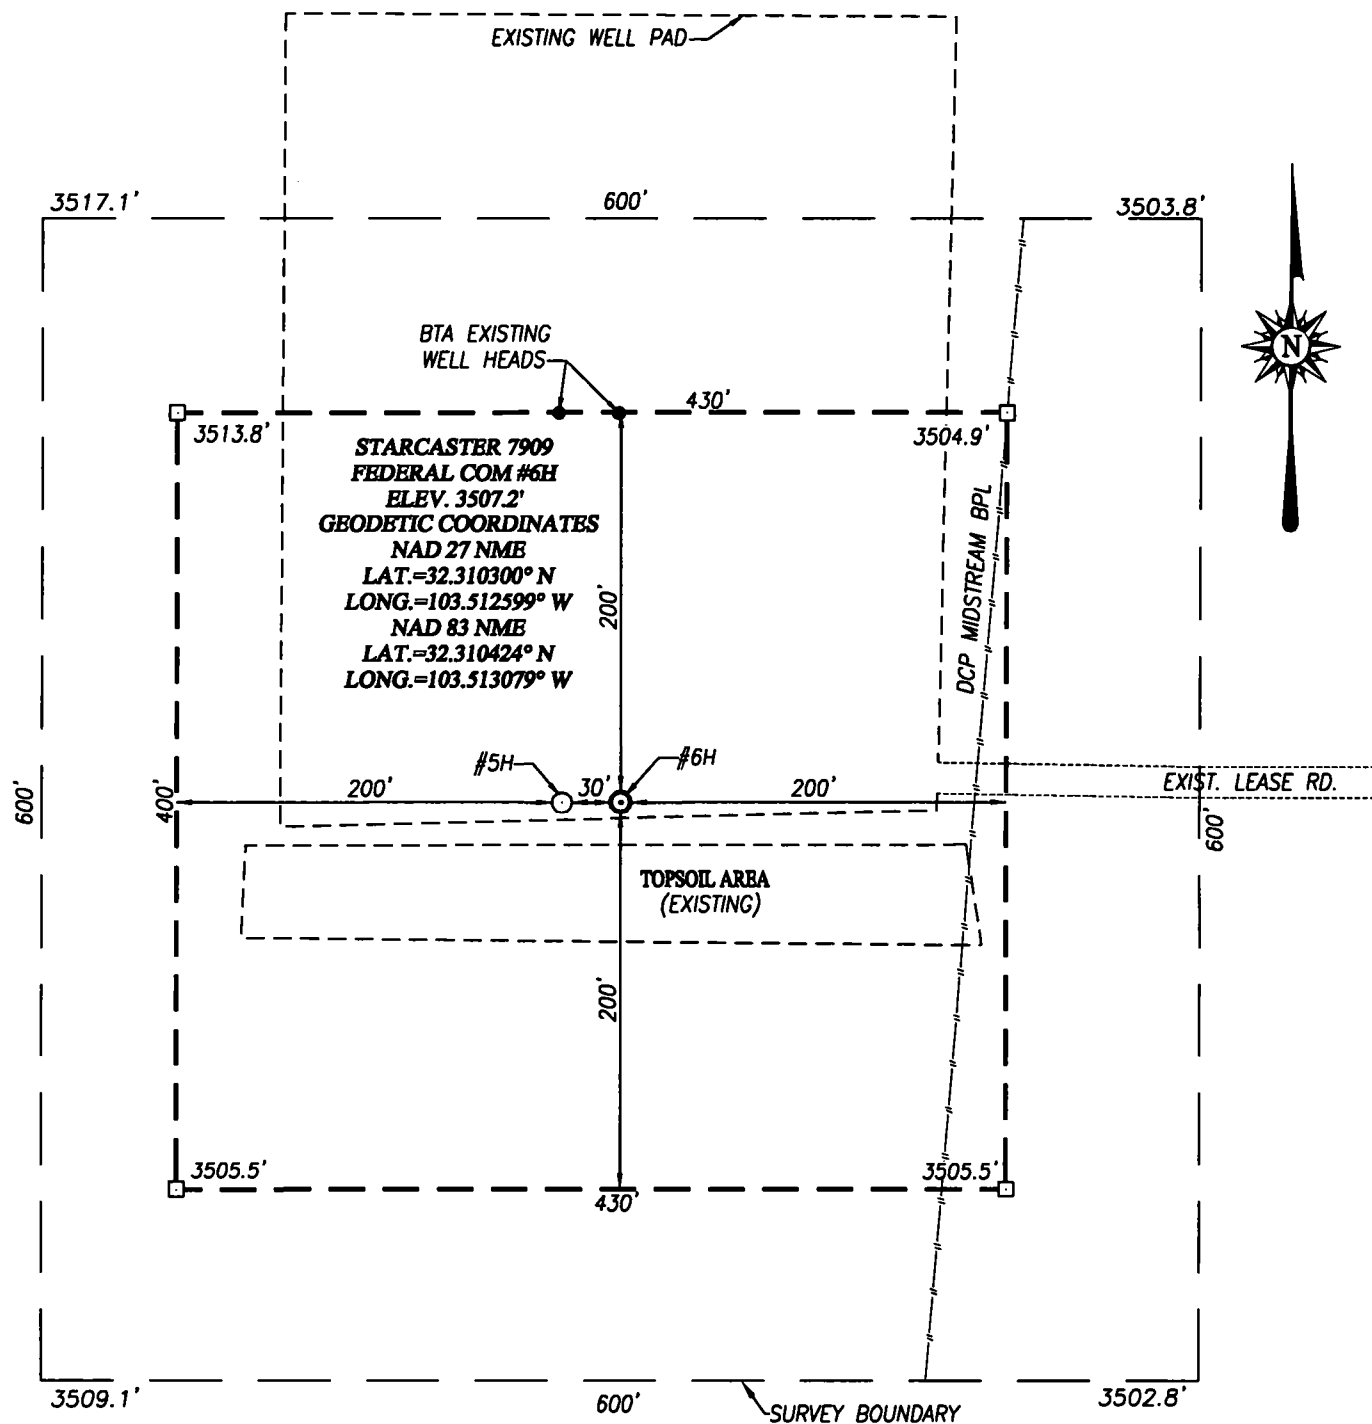 EXISTING WELL PAD
3517.1'
600'
3503.8'
BTA EXISTING
WELL HEADS
430'
3513.8'
3504.9'
N
STARCASTER 7909
FEDERAL COM #6H
ELEV. 3507.2'
GEODETIC COORDINATES
NAD 27 NME
LAT.=32.310300° N
LONG.=103.512599° W
NAD 83 NME
LAT.=32.310424° N
LONG.=103.513079° W
200'
DCP MIDSTREAM BPL
#5H
#6H
600'
400'
200'
30'
200'
EXIST. LEASE RD.
600'
TOPSOIL AREA
(EXISTING)
200'
3505.5'
3505.5'
430'
3509.1'
600'
SURVEY BOUNDARY
3502.8'